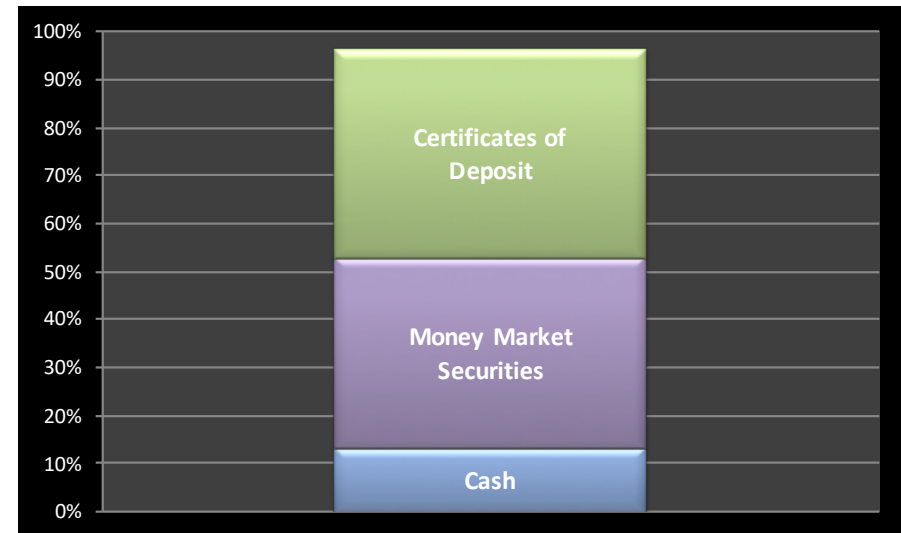 100%
90%
80%
70%
60%
50%
40%
30%
20%
10%
0%
Certificates of
Deposit
Money Market
Securities
Cash